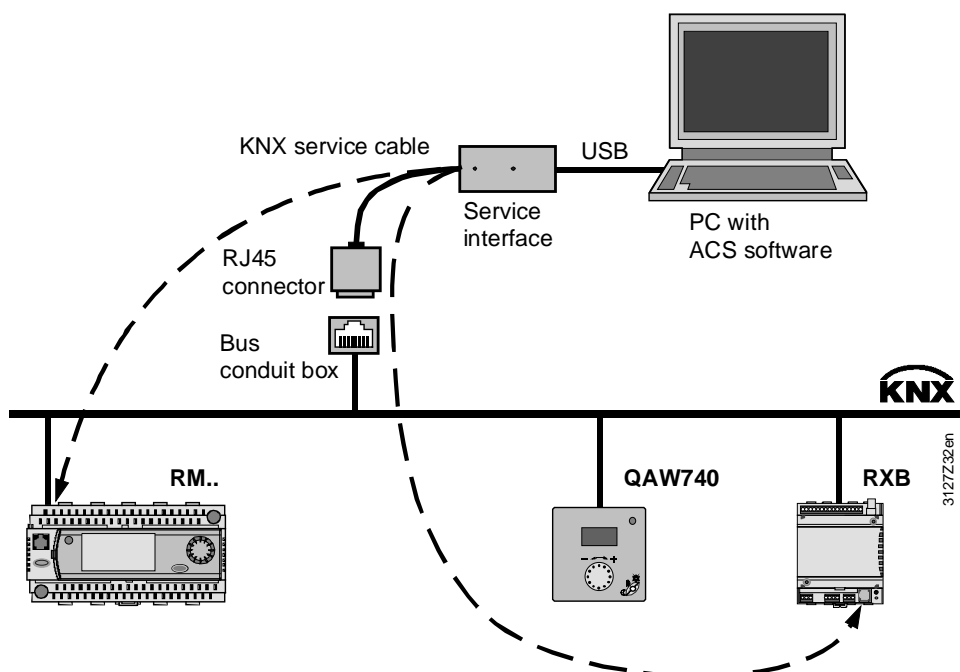 KNX service cable
USB
Service
interface
PC with
ACS software
RJ45
connector
Bus
conduit box
KNX
RM..
QAW740
RXB
3127Z32en
- +